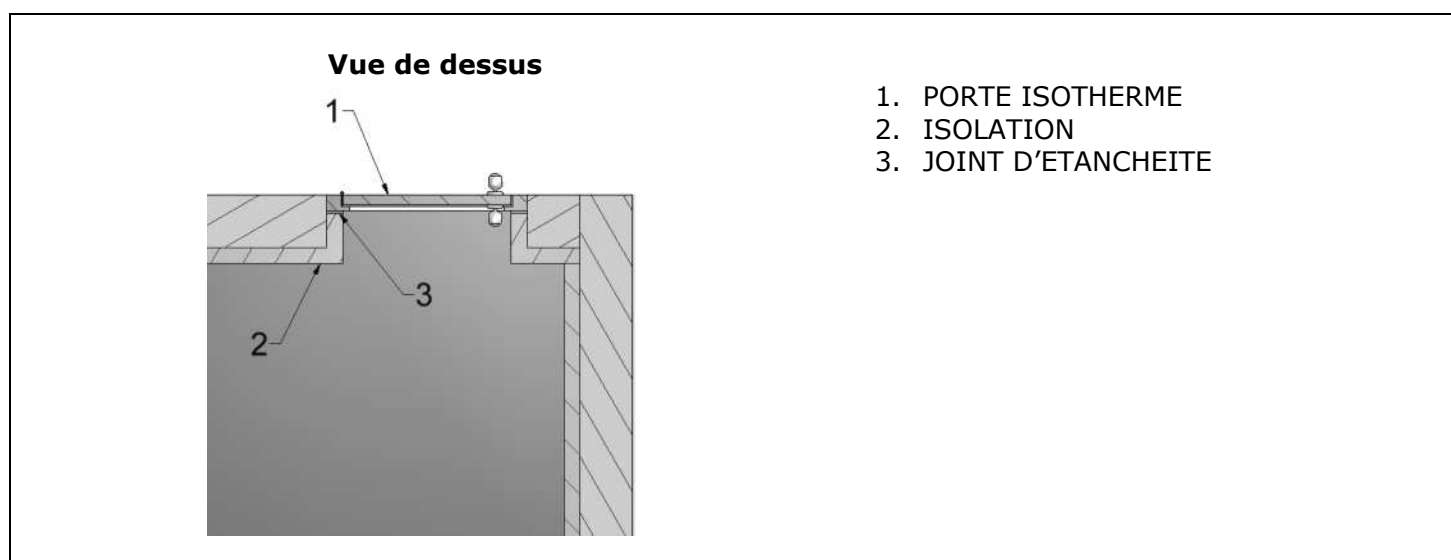 Vue de dessus
1
2
3
1. PORTE ISOTHERME
2. ISOLATION
3. JOINT D'ETANCHEITE